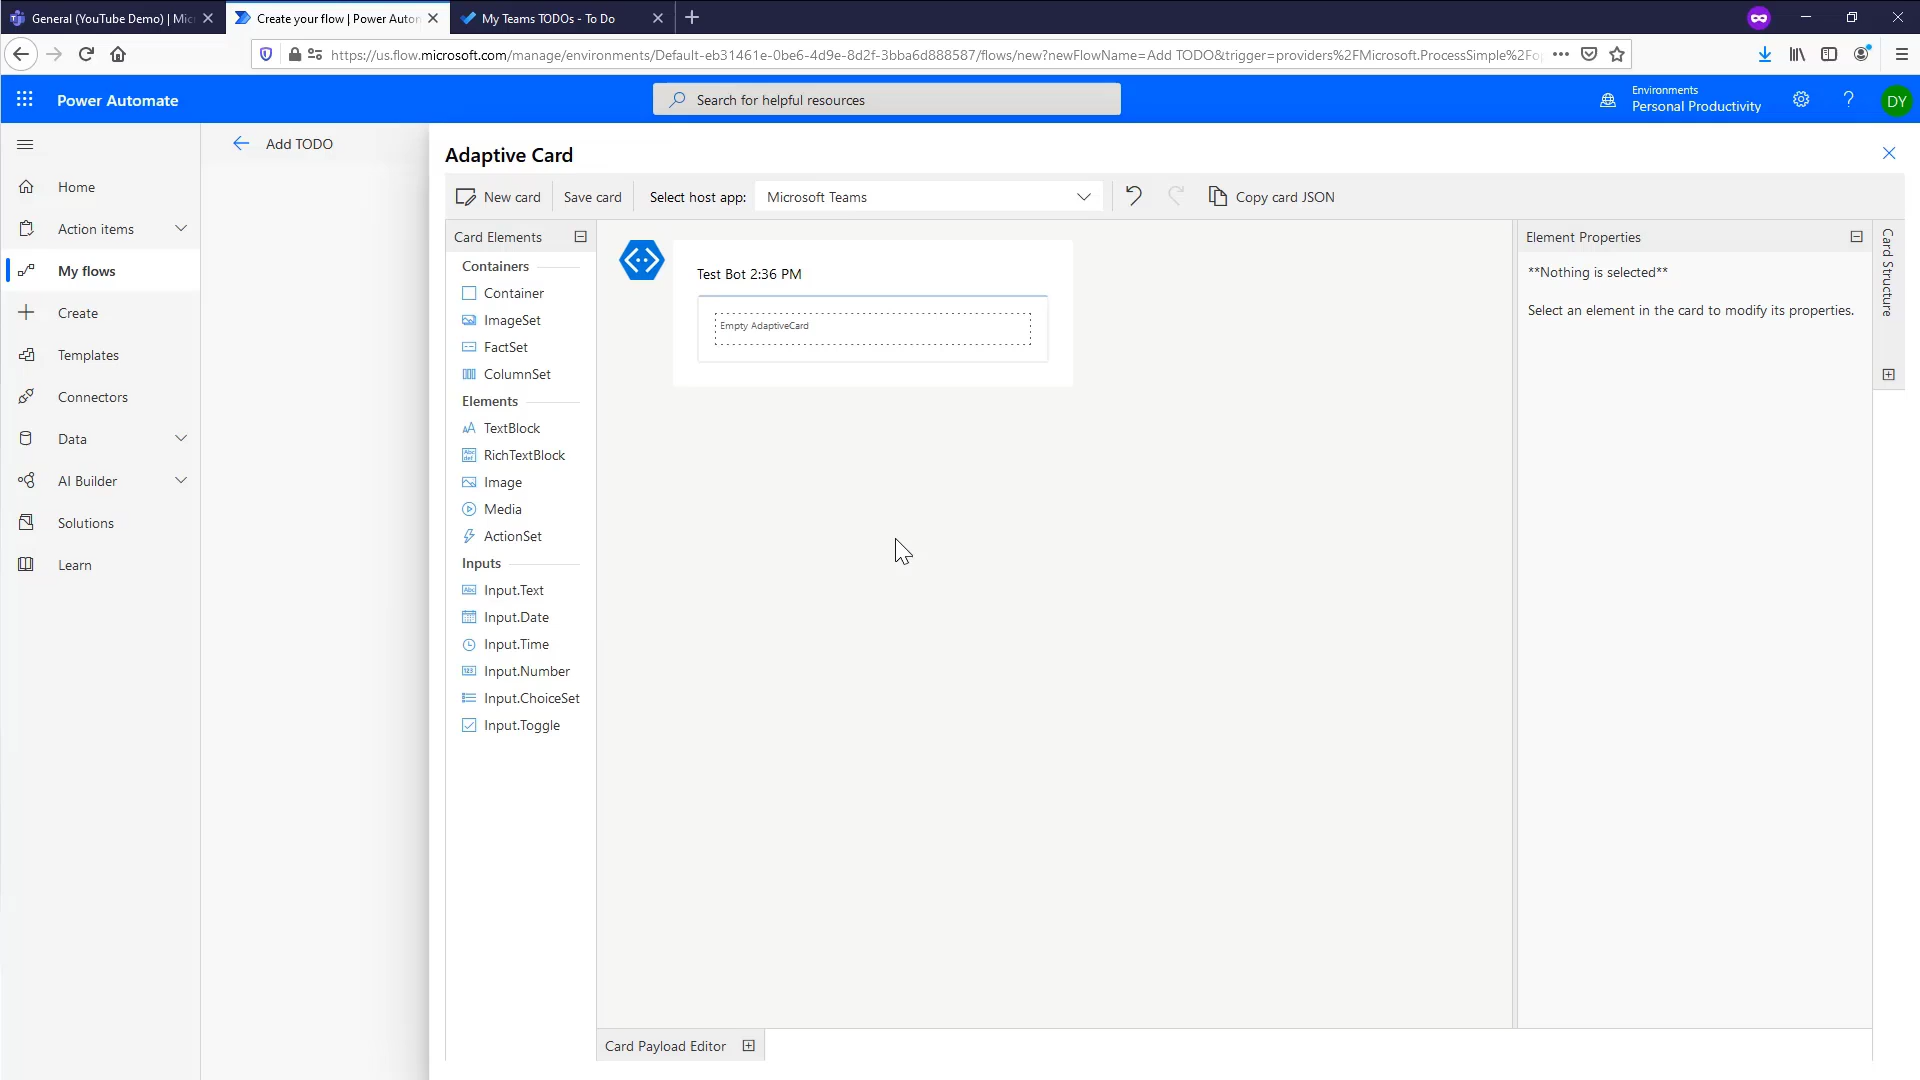 General (YouTube Demo) | Mic
Create your flow | Power Autom
My Teams TODOs - To Do
https://us.flow.microsoft.com/manage/environments/Default-eb31461e-0be6-4d9e-8d2f-3bba6d888587/flows/new?newFlowName=Add TODO&trigger=providers%2FMicrosoft.ProcessSimple%2Fop
Power Automate
Search for helpful resources
Environments
Personal Productivity
?
DY
Add TODO
Home
Action items
My flows
Create
Templates
Connectors
Data
AI Builder
Solutions
Learn
Adaptive Card
New card
Save card
Select host app:
Microsoft Teams
Copy card JSON
Card Elements
Containers
Container
ImageSet
FactSet
ColumnSet
Elements
TextBlock
RichTextBlock
Image
Media
ActionSet
Inputs
Input.Text
Input.Date
Input.Time
Input.Number
Input.ChoiceSet
Input.Toggle
Test Bot 2:36 PM
Empty AdaptiveCard
Card Payload Editor
Element Properties
**Nothing is selected**
Select an element in the card to modify its properties.
Card Structure